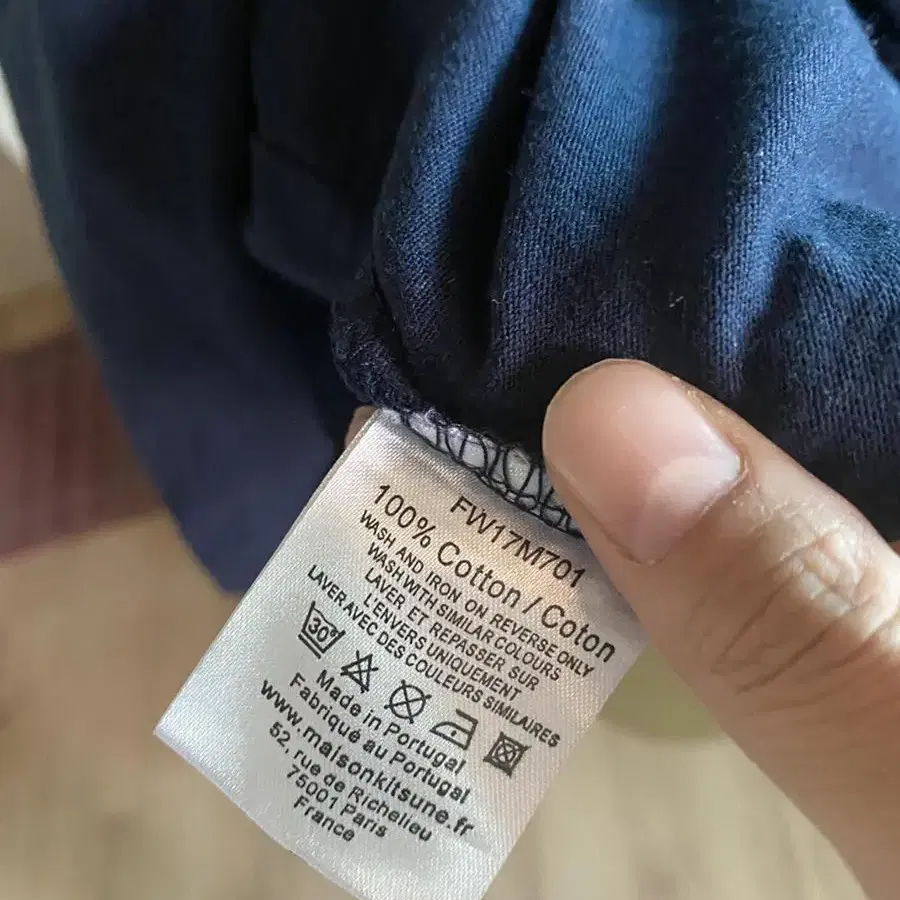 FW17M701
100% Cotton / Coton
WASH AND IRON ON REVERSE ONLY
WASH WITH SIMILAR COLOURS
LAVER ET REPASSER SUR
L'ENVERS UNIQUEMENT
LAVER AVEC DES COULEURS SIMILAIRES
30°
Made in Portugal
Fabriqué au Portugal
www.maisonkitsune.fr
52, rue de Richelieu
75001 Paris
France